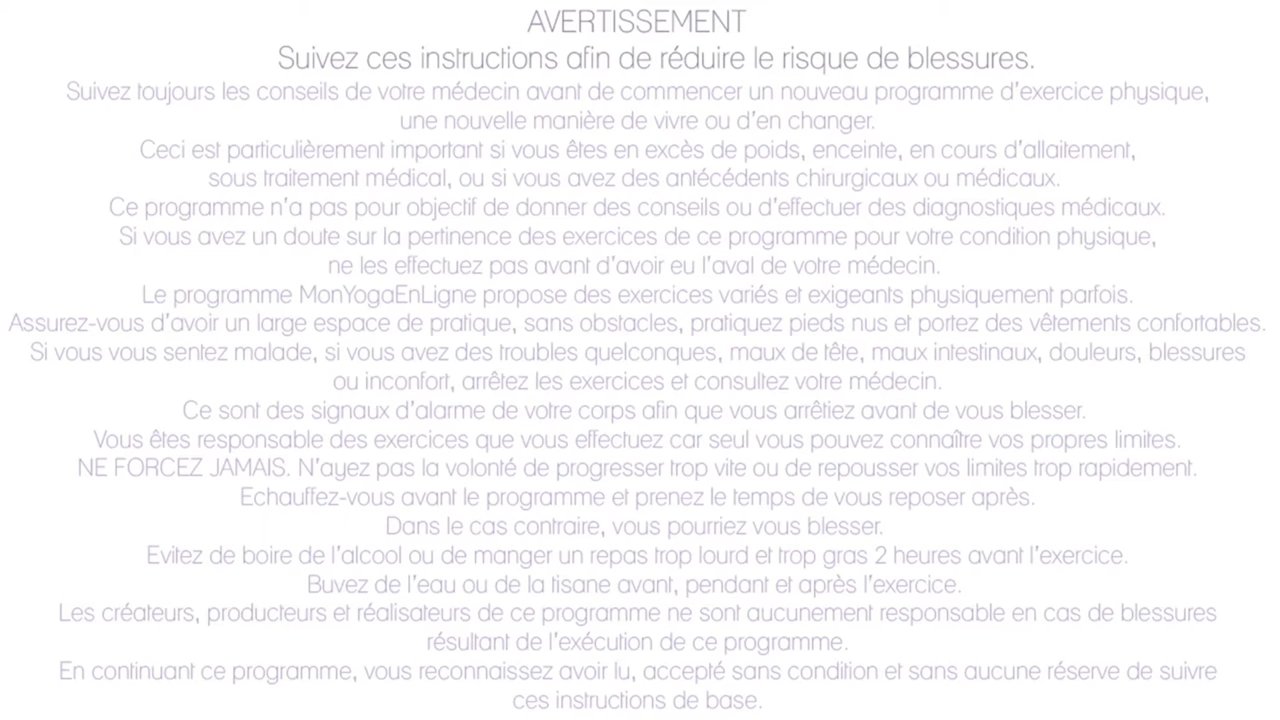 AVERTISSEMENT
Suivez ces instructions afin de réduire le risque de blessures.
Suivez toujours les conseils de votre médecin avant de commencer un nouveau programme d'exercice physique,
une nouvelle manière de vivre ou d'en changer.
Ceci est particulièrement important si vous êtes en excès de poids, enceinte, en cours d'allaitement,
sous traitement médical, ou si vous avez des antécédents chirurgicaux ou médicaux.
Ce programme n'a pas pour objectif de donner des conseils ou d'effectuer des diagnostiques médicaux.
Si vous avez un doute sur la pertinence des exercices de ce programme pour votre condition physique,
ne les effectuez pas avant d'avoir eu l'aval de votre médecin.
Le programme MonYogaEnLigne propose des exercices variés et exigeants physiquement parfois.
Assurez-vous d'avoir un large espace de pratique, sans obstacles, pratiquez pieds nus et portez des vêtements confortables.
Si vous vous sentez malade, si vous avez des troubles quelconques, maux de tête, maux intestinaux, douleurs, blessures
ou inconfort, arrêtez les exercices et consultez votre médecin.
Ce sont des signaux d'alarme de votre corps afin que vous arrêtiez avant de vous blesser.
Vous êtes responsable des exercices que vous effectuez car seul vous pouvez connaître vos propres limites.
NE FORCEZ JAMAIS. N'ayez pas la volonté de progresser trop vite ou de repousser vos limites trop rapidement.
Echauffez-vous avant le programme et prenez le temps de vous reposer après.
Dans le cas contraire, vous pourriez vous blesser.
Evitez de boire de l'alcool ou de manger un repas trop lourd et trop gras 2 heures avant l'exercice.
Buvez de l'eau ou de la tisane avant, pendant et après l'exercice.
Les créateurs, producteurs et réalisateurs de ce programme ne sont aucunement responsable en cas de blessures
résultant de l'exécution de ce programme.
En continuant ce programme, vous reconnaissez avoir lu, accepté sans condition et sans aucune réserve de suivre
ces instructions de base.